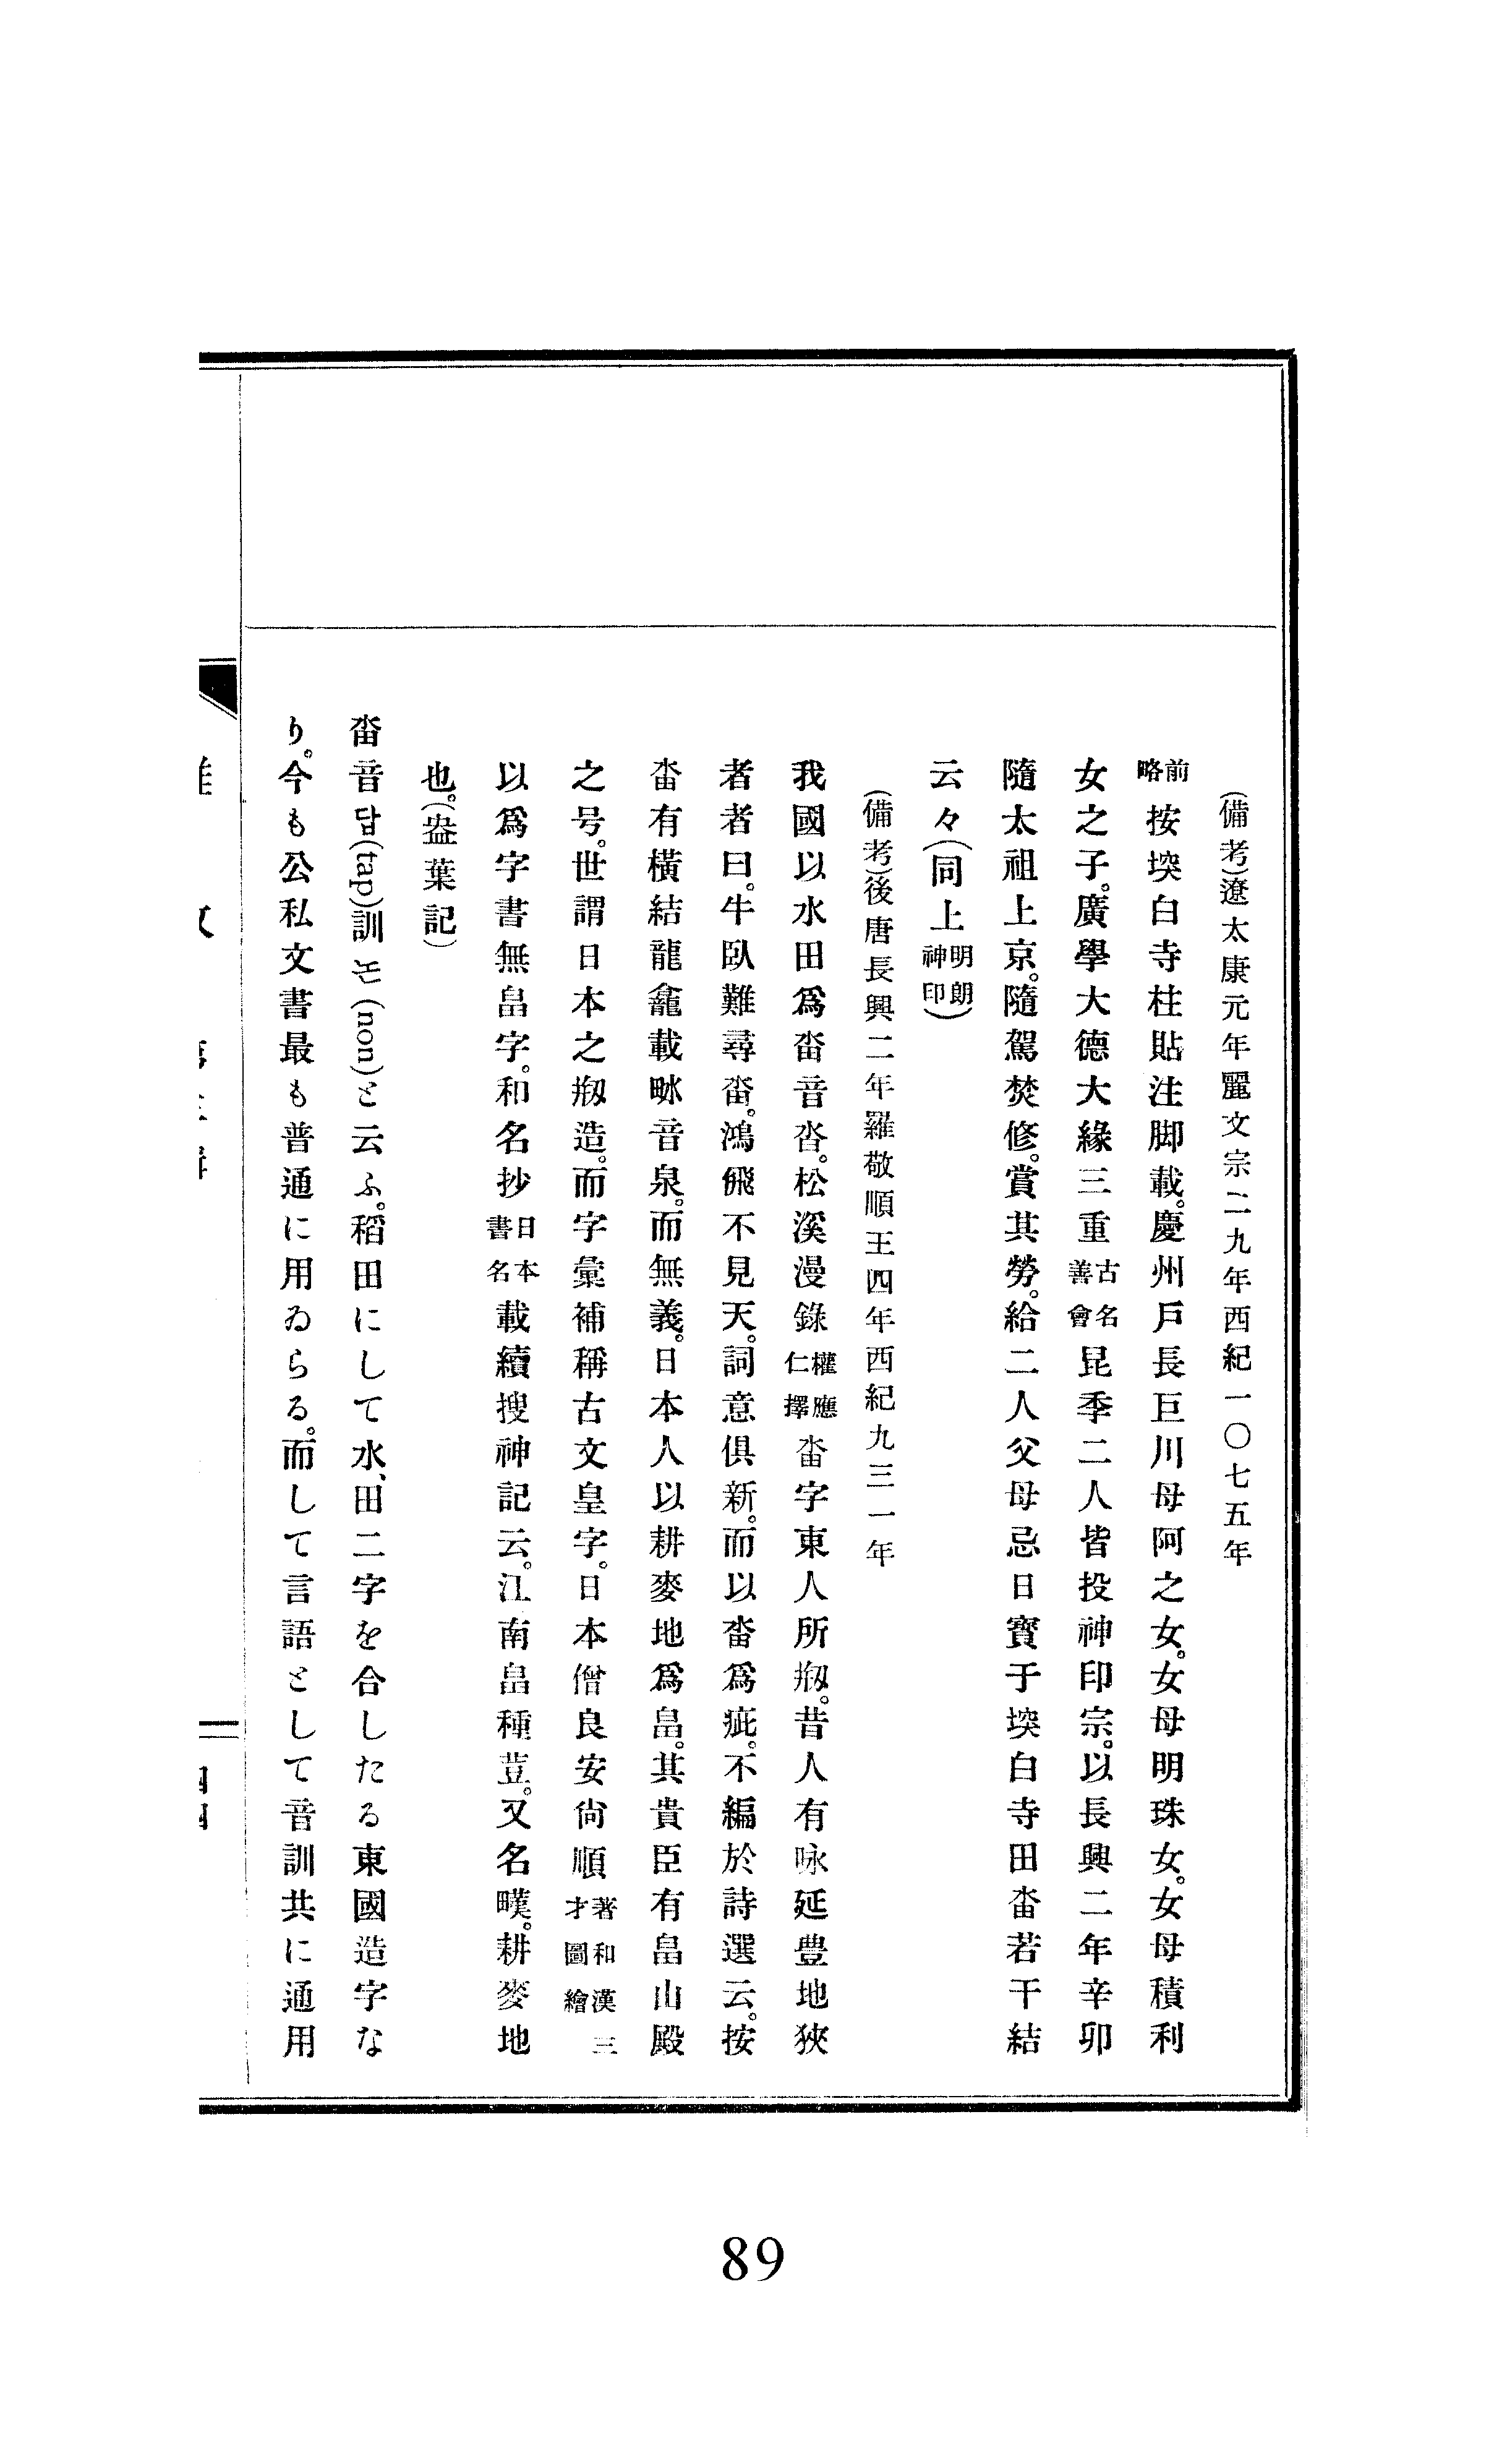 (備考)遼太康元年麗文宗二九年西紀一〇七五年
前略按堗白寺柱貼注脚載。慶州戶長巨川母阿之女。女母明珠女。女母積利
女之子。廣學大德大緣三重古名善會昆季二人皆投神印宗。以長興二年辛卯
隨太祖上京。隨駕焚修。賞其勞。給二人父母忌日寶于堗白寺田畓若干結
云々(同上明朗神印)
(備考)後唐長興二年羅敬順王四年西紀九三一年
我國以水田爲畓音沓。松溪漫錄權應仁擇畓字東人所刱。昔人有咏延豊地狹
者者曰。牛臥難尋畓。鴻飛不見天。詞意俱新。而以畓爲疵。不編於詩選云。按
畓有橫結龍龕載畎音泉。而無義。日本人以耕麥地爲畠。其貴臣有畠山殿
之号。世謂日本之刱造。而字彙補稱古文皇字。日本僧良安尙順著和漢三才圖繪
以爲字書無畠字。和名抄日本書名載續搜神記云。江南畠種荳。又名暵。耕麥地
也。(盎葉記)
畓音답(tap)訓논(non)と云ふ。稻田にして水、田二字を合したる東國造字な
り。今も公私文書最も普通に用ゐらる。而して言語としても音訓共に通用
89